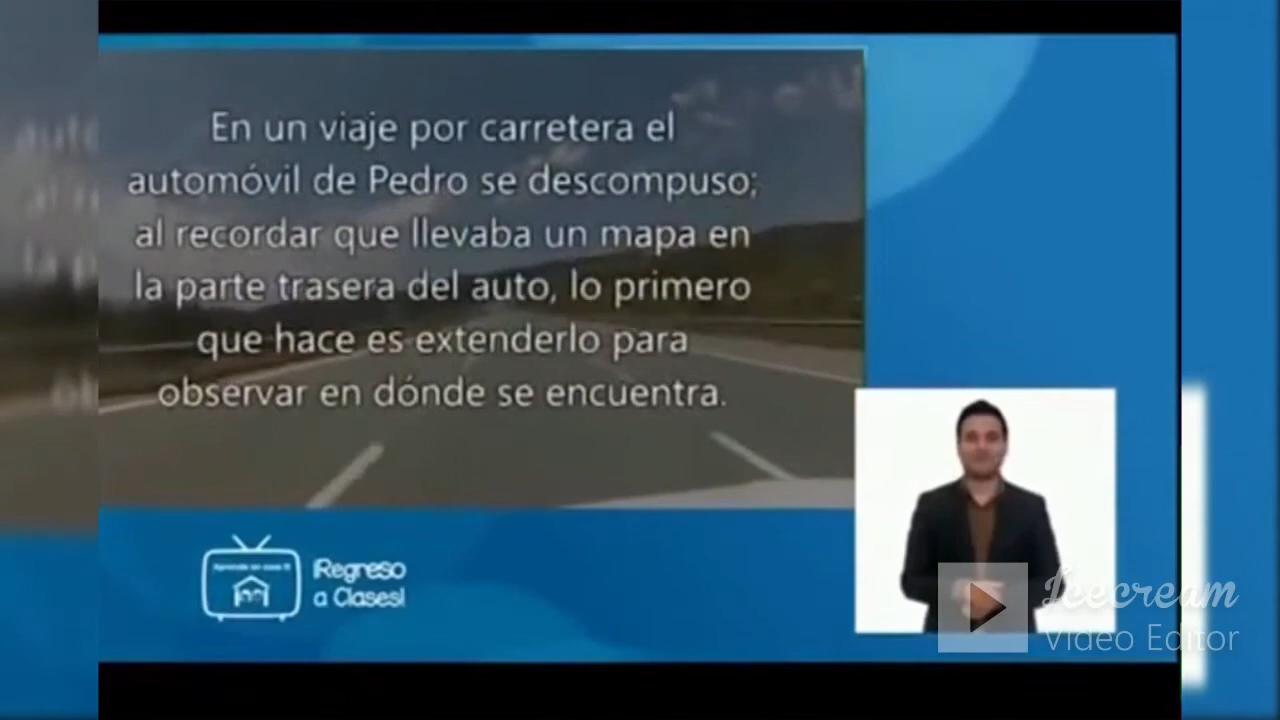 En un viaje por carretera el
automóvil de Pedro se descompuso;
al recordar que llevaba un mapa en
la parte trasera del auto, lo primero
que hace es extenderlo para
observar en dónde se encuentra.
¡Regreso
a Clases!
Icecream
Video Editor